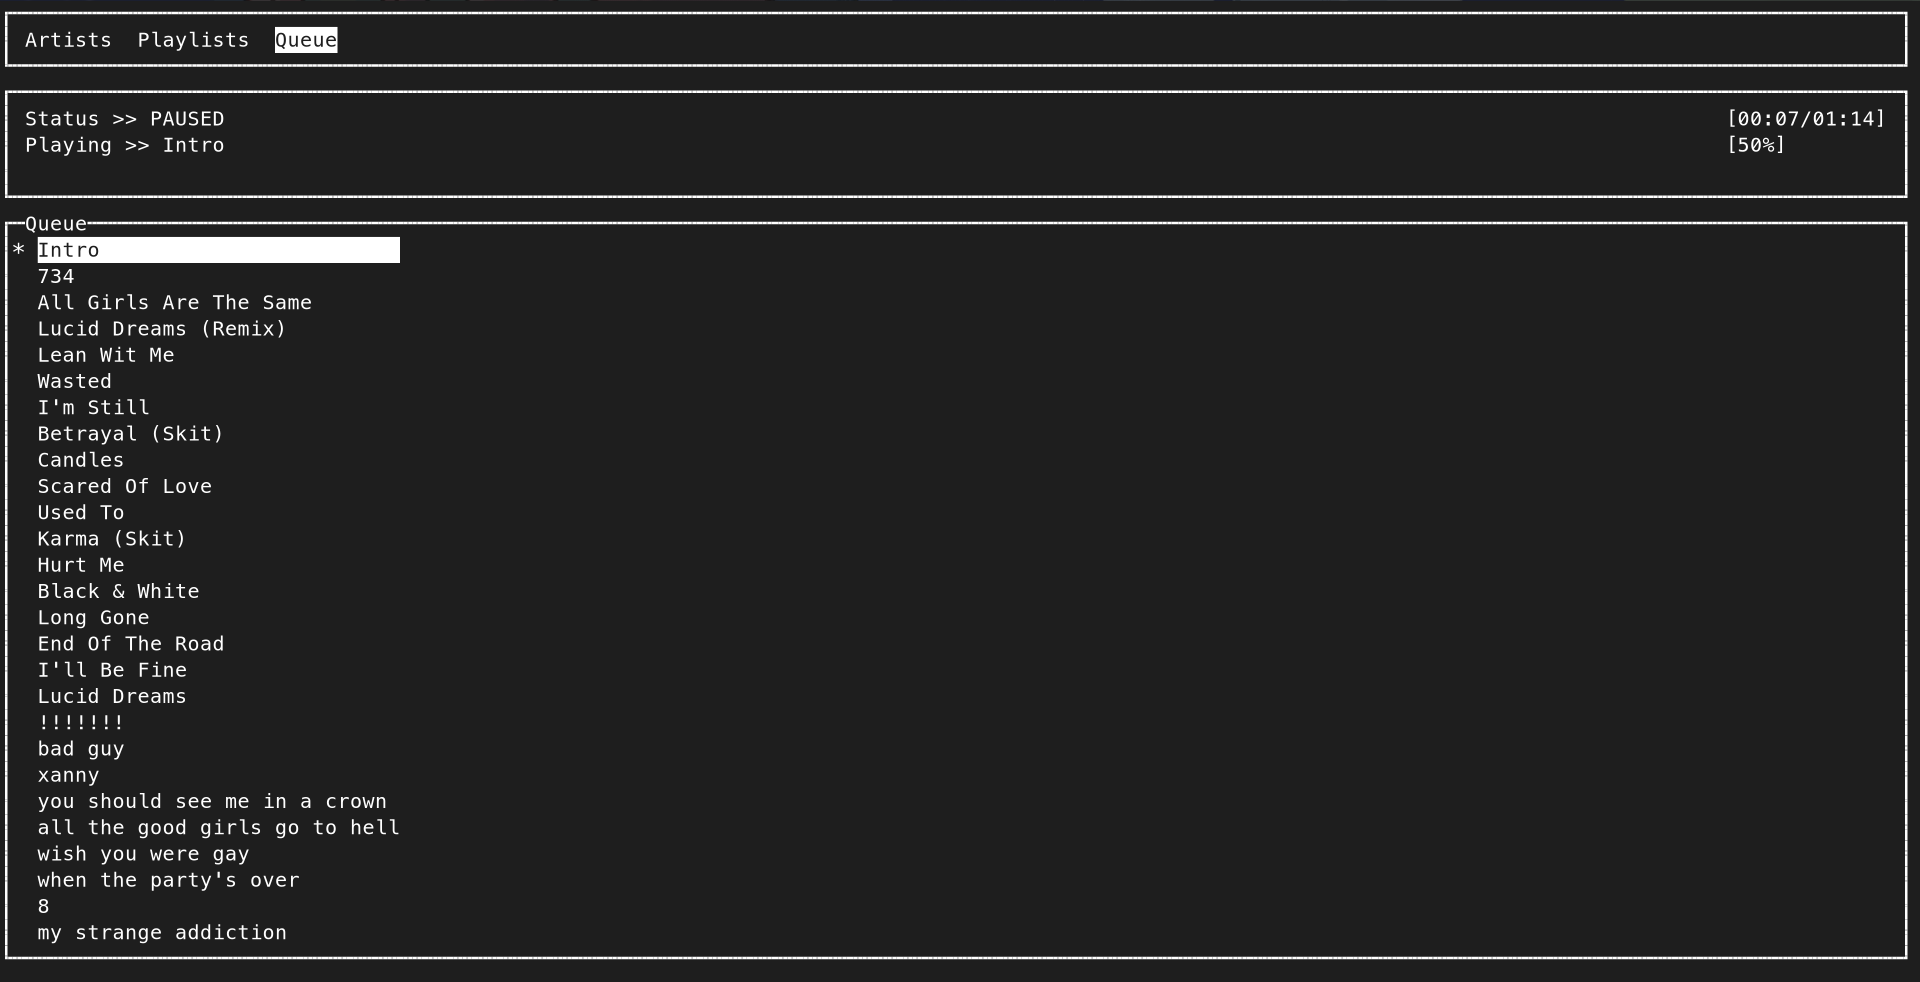 Artists Playlists Queue
Status >> PAUSED [00:07/01:14]
Playing >> Intro [50%]
Queue
* Intro
734
All Girls Are The Same
Lucid Dreams (Remix)
Lean Wit Me
Wasted
I'm Still
Betrayal (Skit)
Candles
Scared Of Love
Used To
Karma (Skit)
Hurt Me
Black & White
Long Gone
End Of The Road
I'll Be Fine
Lucid Dreams
!!!!!!!
bad guy
xanny
you should see me in a crown
all the good girls go to hell
wish you were gay
when the party's over
8
my strange addiction